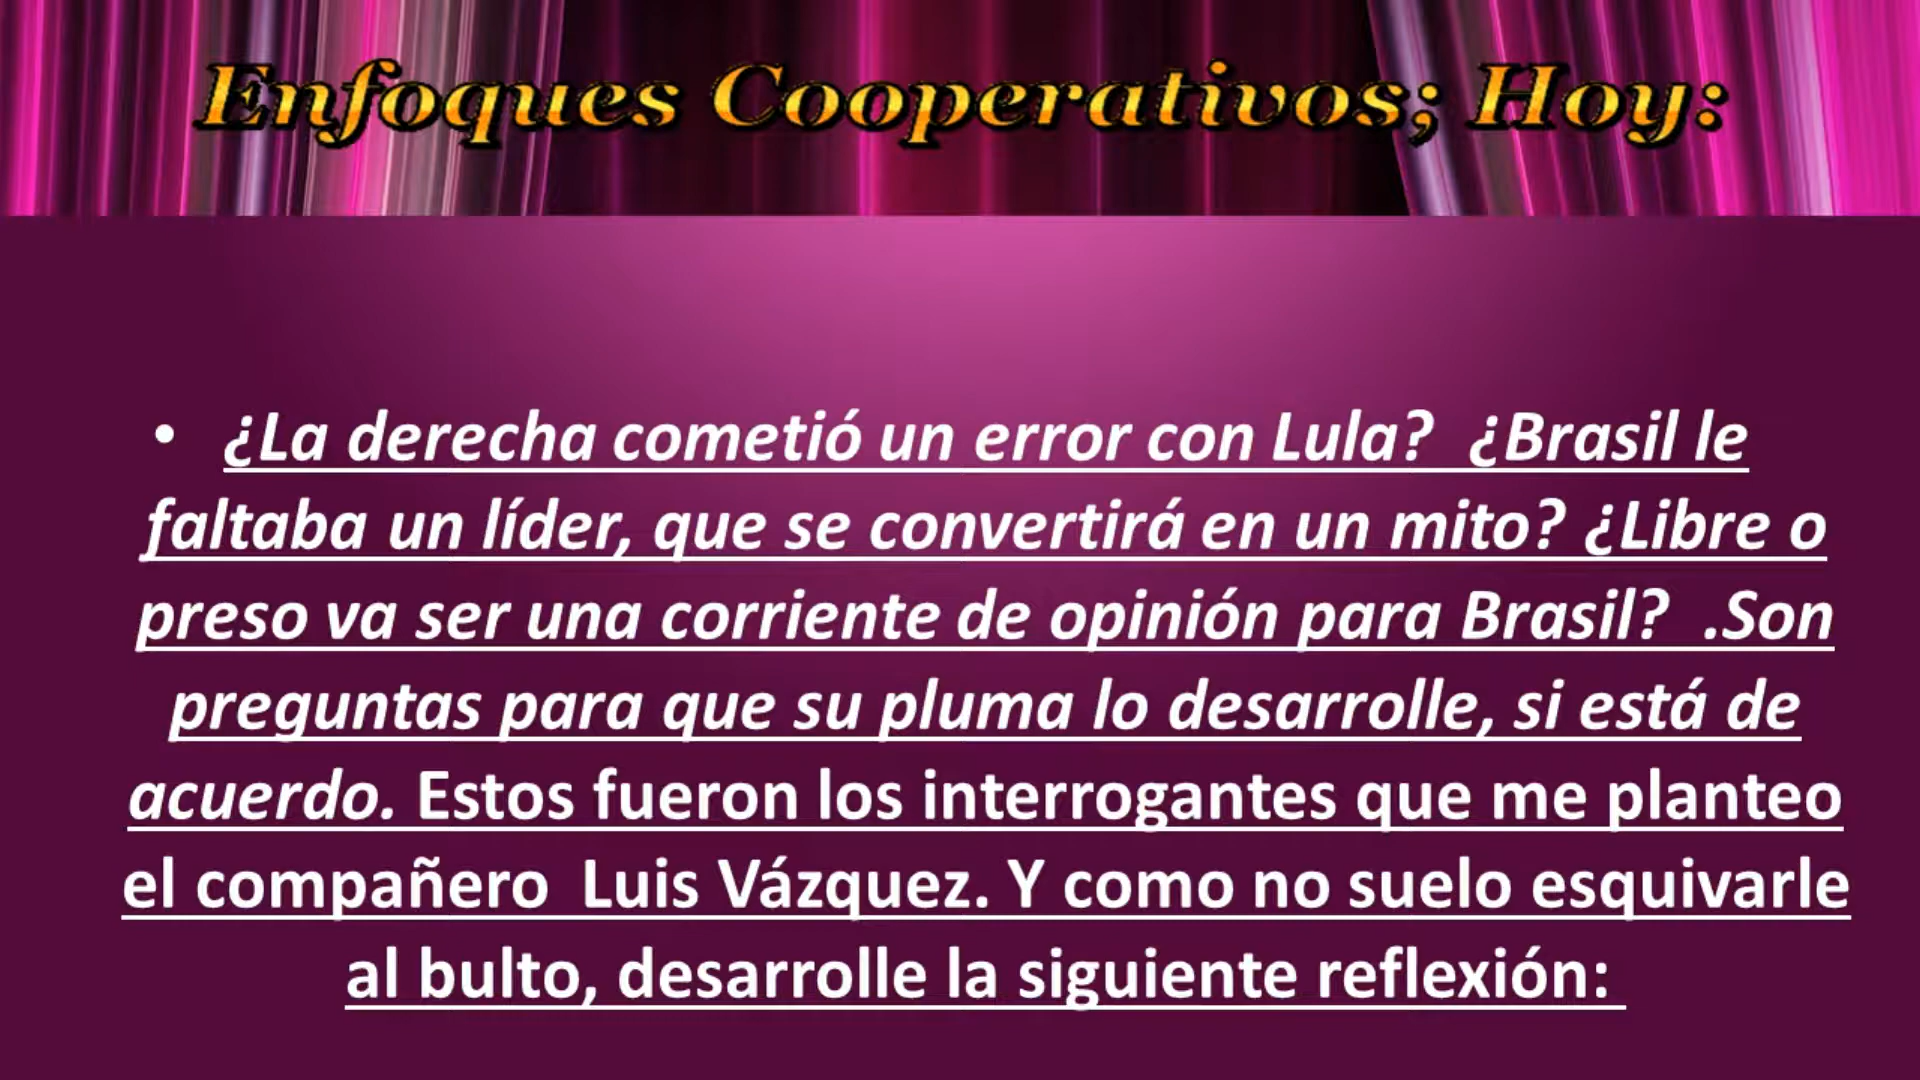 Enfoques Cooperativos; Hoy:
• ¿La derecha cometió un error con Lula? ¿Brasil le
faltaba un líder, que se convertirá en un mito? ¿Libre o
preso va ser una corriente de opinión para Brasil? .Son
preguntas para que su pluma lo desarrolle, si está de
acuerdo. Estos fueron los interrogantes que me planteo
el compañero Luis Vázquez. Y como no suelo esquivarle
al bulto, desarrolle la siguiente reflexión: